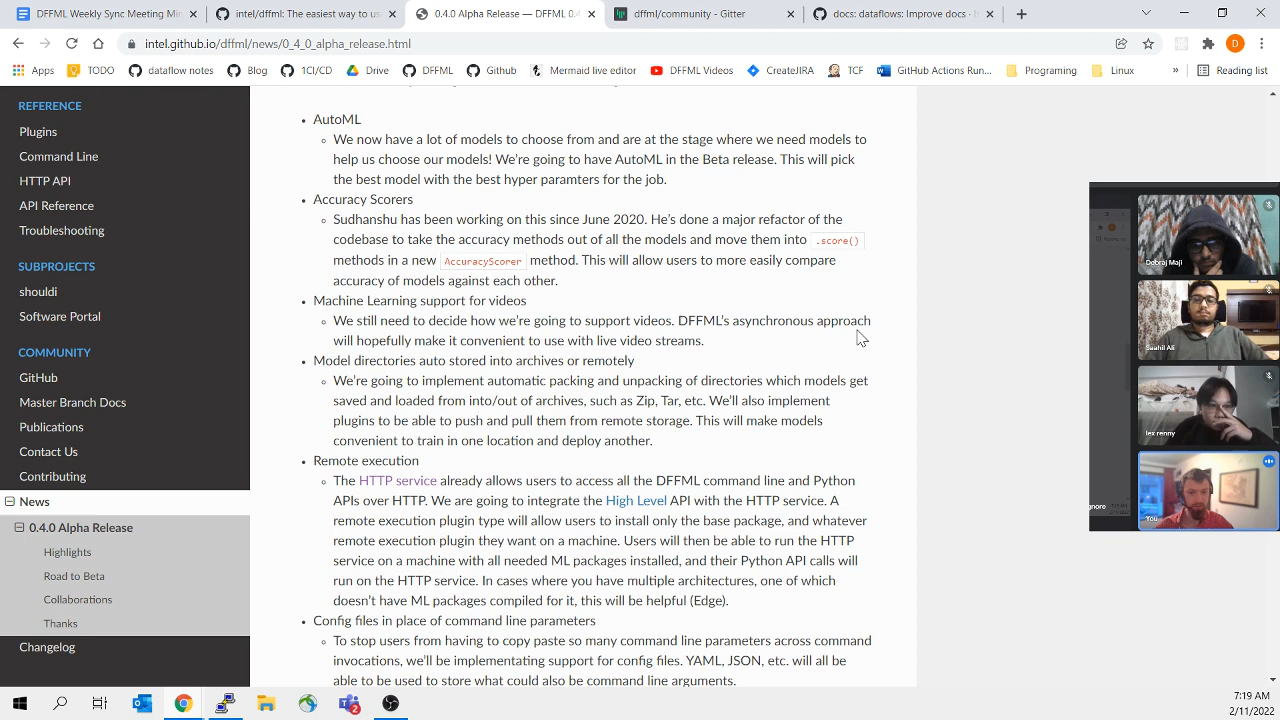 DFFML Weekly Sync Meeting Min
intel/dffml: The easiest way to use
0.4.0 Alpha Release — DFFML 0.4
dffml/community - Gitter
docs: dataflows: Improve docs · 
intel.github.io/dffml/news/0_4_0_alpha_release.html
Apps
TODO
dataflow notes
Blog
1CI/CD
Drive
DFFML
Github
Mermaid live editor
DFFML Videos
CreateJIRA
TCF
GitHub Actions Run...
Programing
Linux
»
Reading list
REFERENCE
Plugins
Command Line
HTTP API
API Reference
Troubleshooting
SUBPROJECTS
shouldi
Software Portal
COMMUNITY
GitHub
Master Branch Docs
Publications
Contact Us
Contributing
News
0.4.0 Alpha Release
Highlights
Road to Beta
Collaborations
Thanks
Changelog
AutoML
We now have a lot of models to choose from and are at the stage where we need models to
help us choose our models! We're going to have AutoML in the Beta release. This will pick
the best model with the best hyper paramters for the job.
Accuracy Scorers
Sudhanshu has been working on this since June 2020. He's done a major refactor of the
codebase to take the accuracy methods out of all the models and move them into .score()
methods in a new AccuracyScorer method. This will allow users to more easily compare
accuracy of models against each other.
Machine Learning support for videos
We still need to decide how we're going to support videos. DFFML's asynchronous approach
will hopefully make it convenient to use with live video streams.
Model directories auto stored into archives or remotely
We're going to implement automatic packing and unpacking of directories which models get
saved and loaded from into/out of archives, such as Zip, Tar, etc. We'll also implement
plugins to be able to push and pull them from remote storage. This will make models
convenient to train in one location and deploy another.
Remote execution
The HTTP service already allows users to access all the DFFML command line and Python
APIs over HTTP. We are going to integrate the High Level API with the HTTP service. A
remote execution plugin type will allow users to install only the base package, and whatever
remote execution plugin they want on a machine. Users will then be able to run the HTTP
service on a machine with all needed ML packages installed, and their Python API calls will
run on the HTTP service. In cases where you have multiple architectures, one of which
doesn't have ML packages compiled for it, this will be helpful (Edge).
Config files in place of command line parameters
To stop users from having to copy paste so many command line parameters across command
invocations, we'll be implementing support for config files. YAML, JSON, etc. will all be
able to be used to store what could also be command line arguments.
Debraj Maji
Saahil Ali
lex renny
You
7:19 AM
2/11/2022